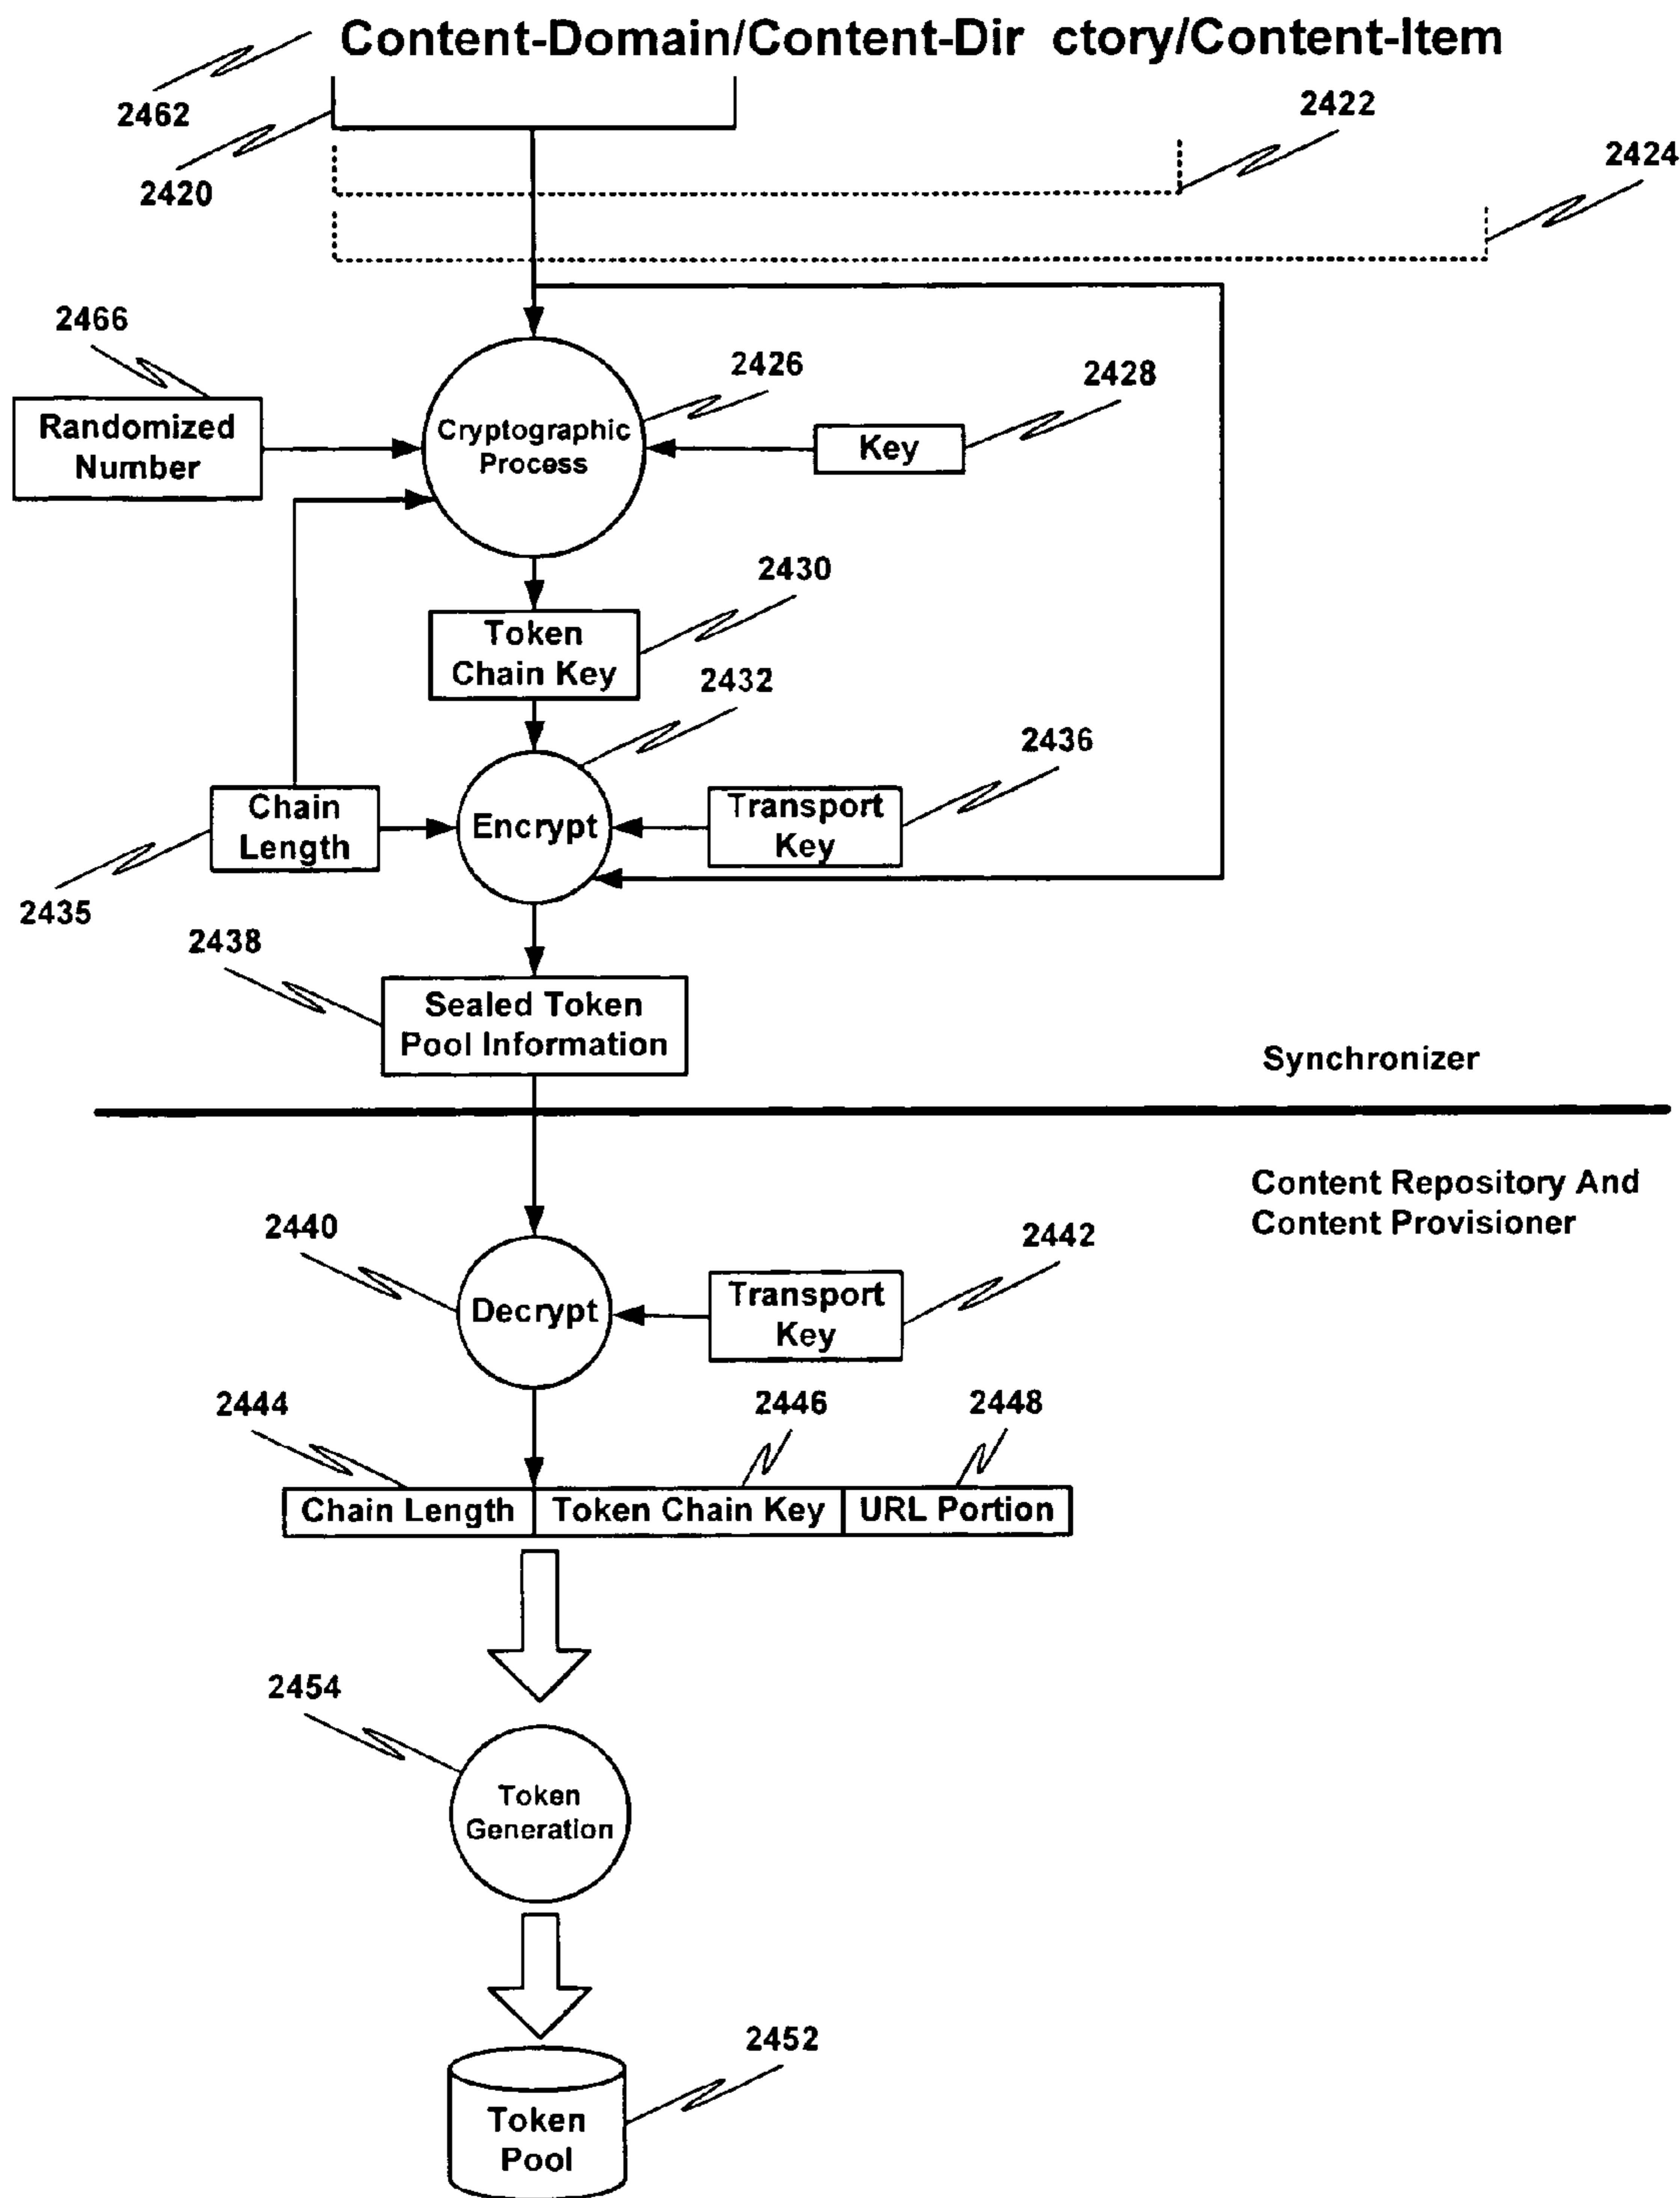 Content-Domain/Content-Dir ctory/Content-Item
2462
2422
2420
2424
2466
2426
2428
Randomized
Number
Cryptographic
Process
Key
2430
Token
Chain Key
2432
2436
Chain
Length
Encrypt
Transport
Key
2435
2438
Sealed Token
Pool Information
Synchronizer
Content Repository And
Content Provisioner
2440
2442
Decrypt
Transport
Key
2444
2446
2448
Chain Length
Token Chain Key
URL Portion
2454
Token
Generation
2452
Token
Pool